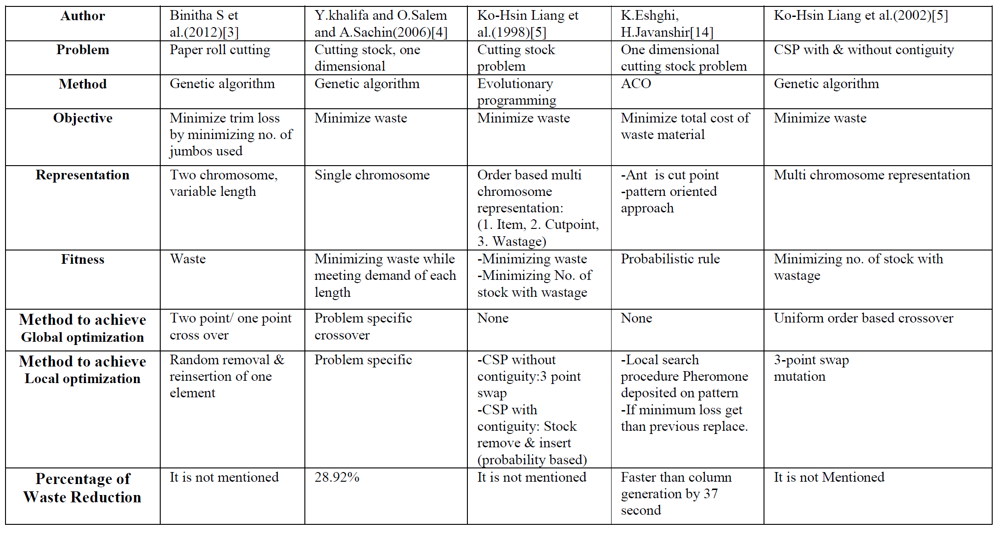 Author
Binitha S et
al.(2012)[3]
Y.khalifa and O.Salem
and A.Sachin(2006)[4]
Ko-Hsin Liang et
al.(1998)[5]
K.Eshghi,
H.Javanshir[14]
Ko-Hsin Liang et al.(2002)[5]
Problem
Paper roll cutting
Cutting stock, one
dimensional
Cutting stock
problem
One dimensional
cutting stock problem
CSP with & without contiguity
Method
Genetic algorithm
Genetic algorithm
Evolutionary
programming
ACO
Genetic algorithm
Objective
Minimize trim loss
by minimizing no. of
jumbos used
Minimize waste
Minimize waste
Minimize total cost of
waste material
Minimize waste
Representation
Two chromosome,
variable length
Single chromosome
Order based multi
chromosome
representation:
(1. Item, 2. Cutpoint,
3. Wastage)
-Ant  is cut point
-pattern oriented
approach
Multi chromosome representation
Fitness
Waste
Minimizing waste while
meeting demand of each
length
-Minimizing waste
-Minimizing No. of
stock with wastage
Probabilistic rule
Minimizing no. of stock with
wastage
Method to achieve
Global optimization
Two point/ one point
cross over
Problem specific
crossover
None
None
Uniform order based crossover
Method to achieve
Local optimization
Random removal &
reinsertion of one
element
Problem specific
-CSP without
contiguity:3 point
swap
-CSP with
contiguity: Stock
remove & insert
(probability based)
-Local search
procedure Pheromone
deposited on pattern
-If minimum loss get
than previous replace.
3-point swap
mutation
Percentage of
Waste Reduction
It is not mentioned
28.92%
It is not mentioned
Faster than column
generation by 37
second
It is not Mentioned